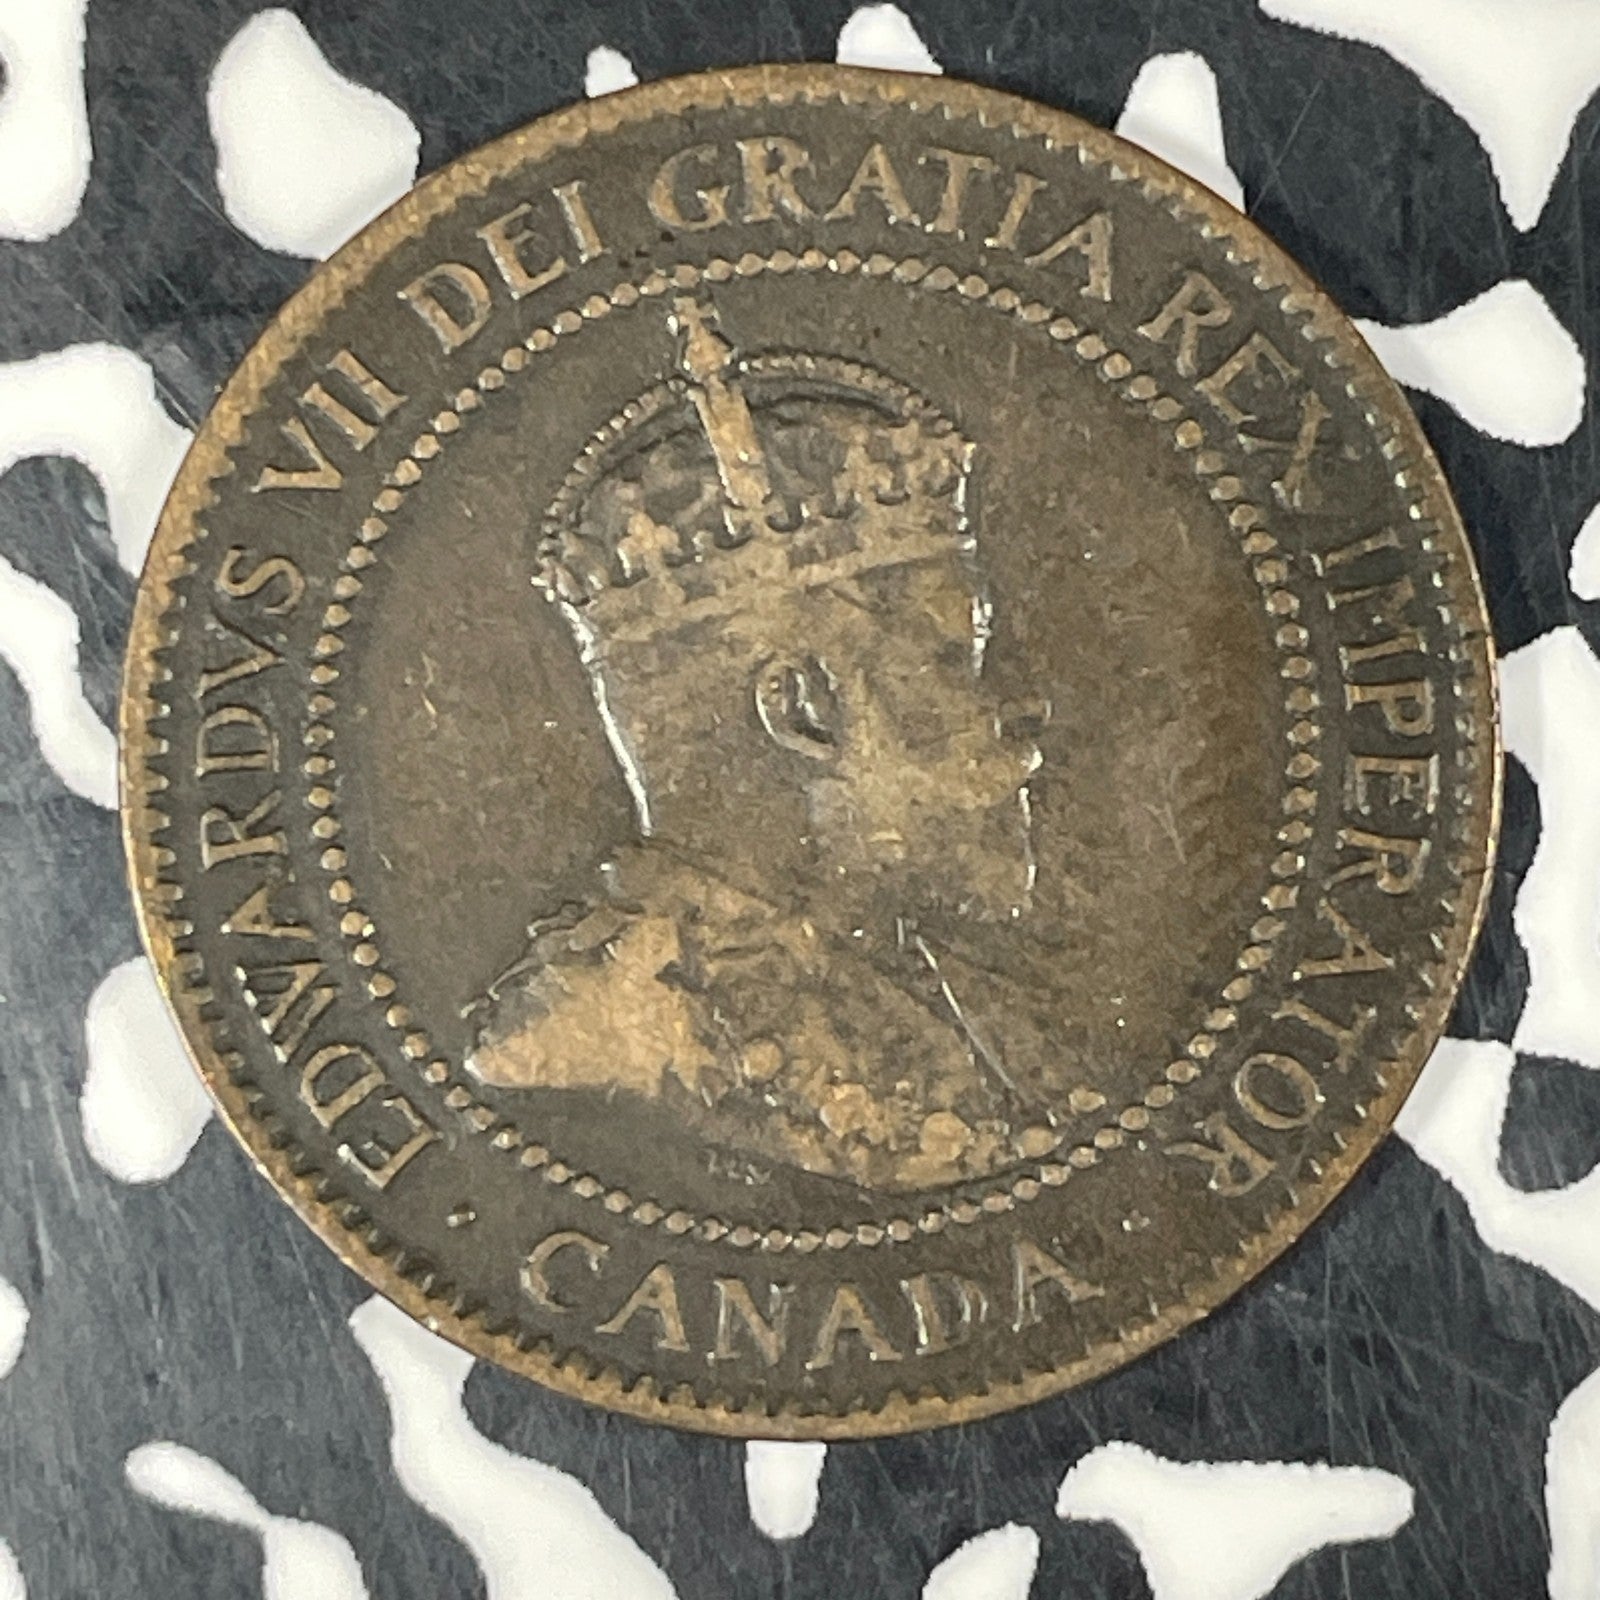 EDWARDVS VII DEI GRATIA REX IMPERATOR
CANADA